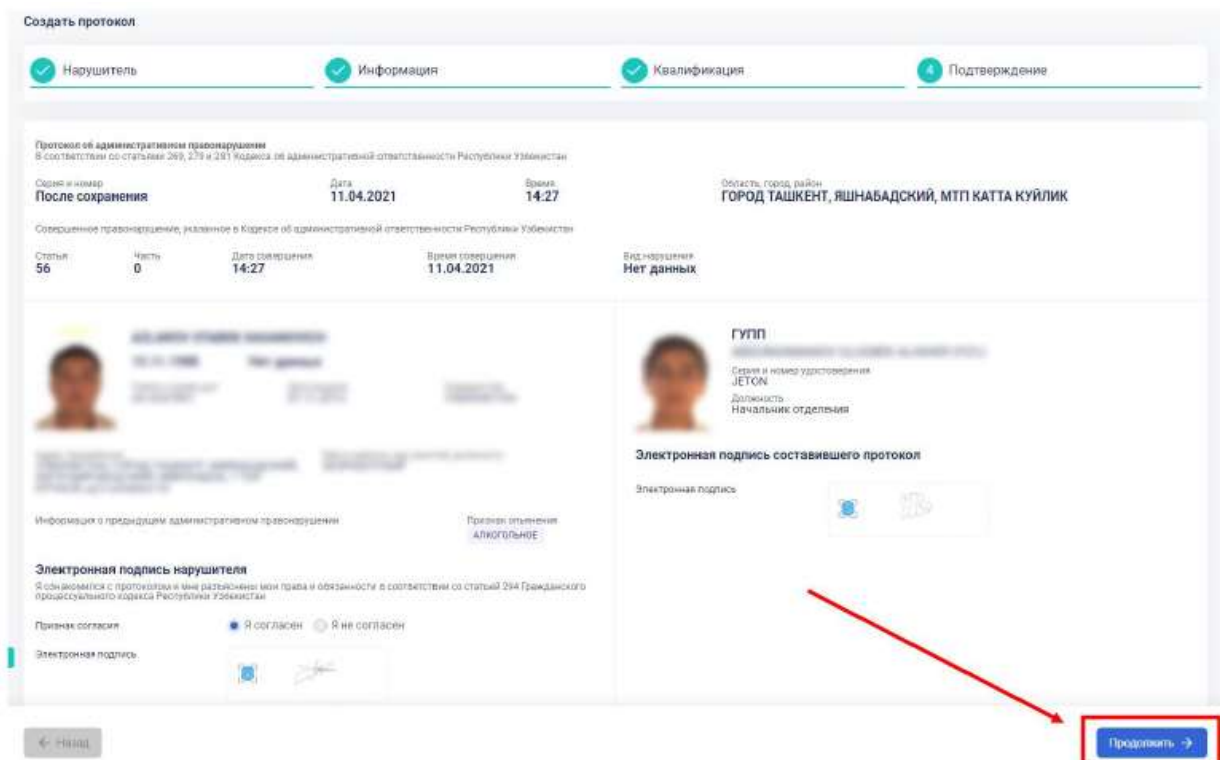 Создать протокол
Нарушитель
Информация
Квалификация
4 Подтверждение
Протокол об административном правонарушении
В соответствии со статьями 269, 279 и 281 Кодекса об административной ответственности Республики Узбекистан
Серия и номер Дата Время Область, город, район
После сохранения 11.04.2021 14:27 ГОРОД ТАШКЕНТ, ЯШНАБАДСКИЙ, МТП КАТТА КУЙЛИК
Совершенное правонарушение, указанное в Кодексе об административной ответственности Республики Узбекистан
Статья Часть Дата совершения Время совершения Вид нарушения
56 0 14:27 11.04.2021 Нет данных
Нет данных
ГУПП
Серия и номер удостоверения
JETON
Должность
Начальник отделения
Информация о предыдущем административном правонарушении
Признак опьянения
АЛКОГОЛЬНОЕ
Электронная подпись нарушителя
Я ознакомился с протоколом и мне разъяснены мои права и обязанности в соответствии со статьей 294 Гражданского
процессуального кодекса Республики Узбекистан
Признак согласия Я согласен Я не согласен
Электронная подпись
Электронная подпись составившего протокол
Электронная подпись
← Назад
Продолжить →